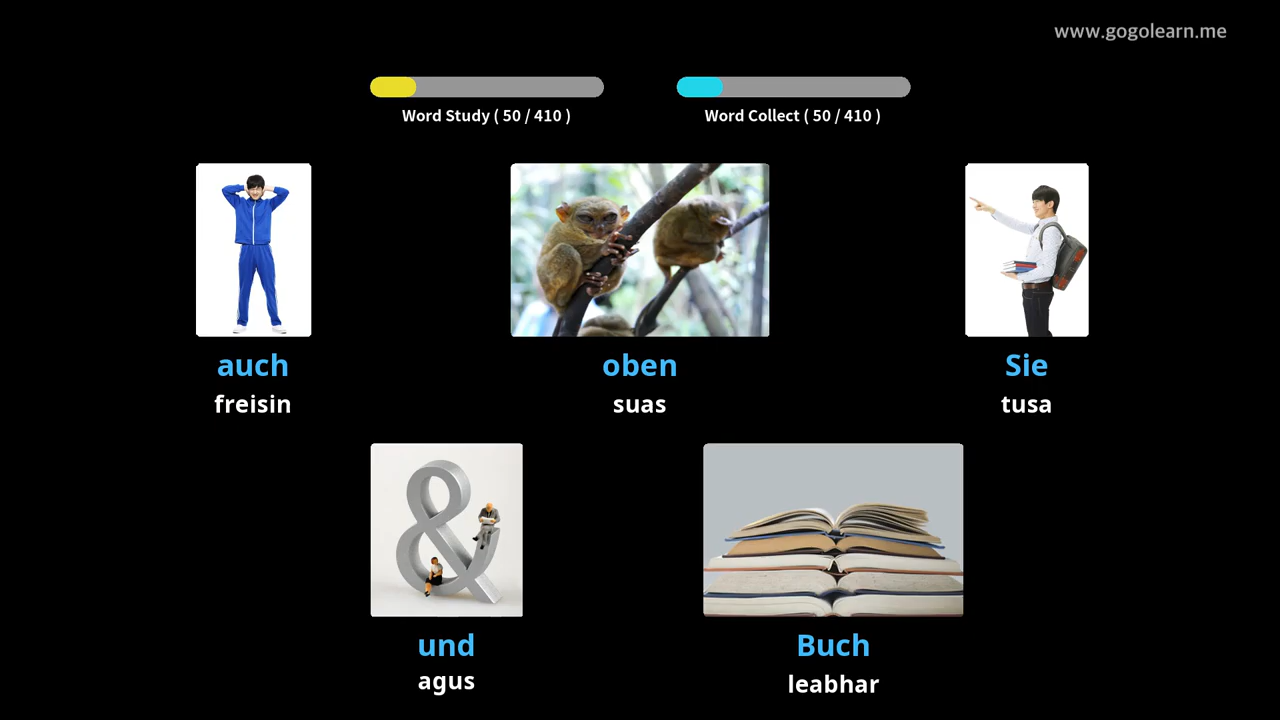 www.gogolearn.me
Word Study ( 50 / 410 )
Word Collect ( 50 / 410 )
auch
freisin
oben
suas
Sie
tusa
und
agus
Buch
leabhar